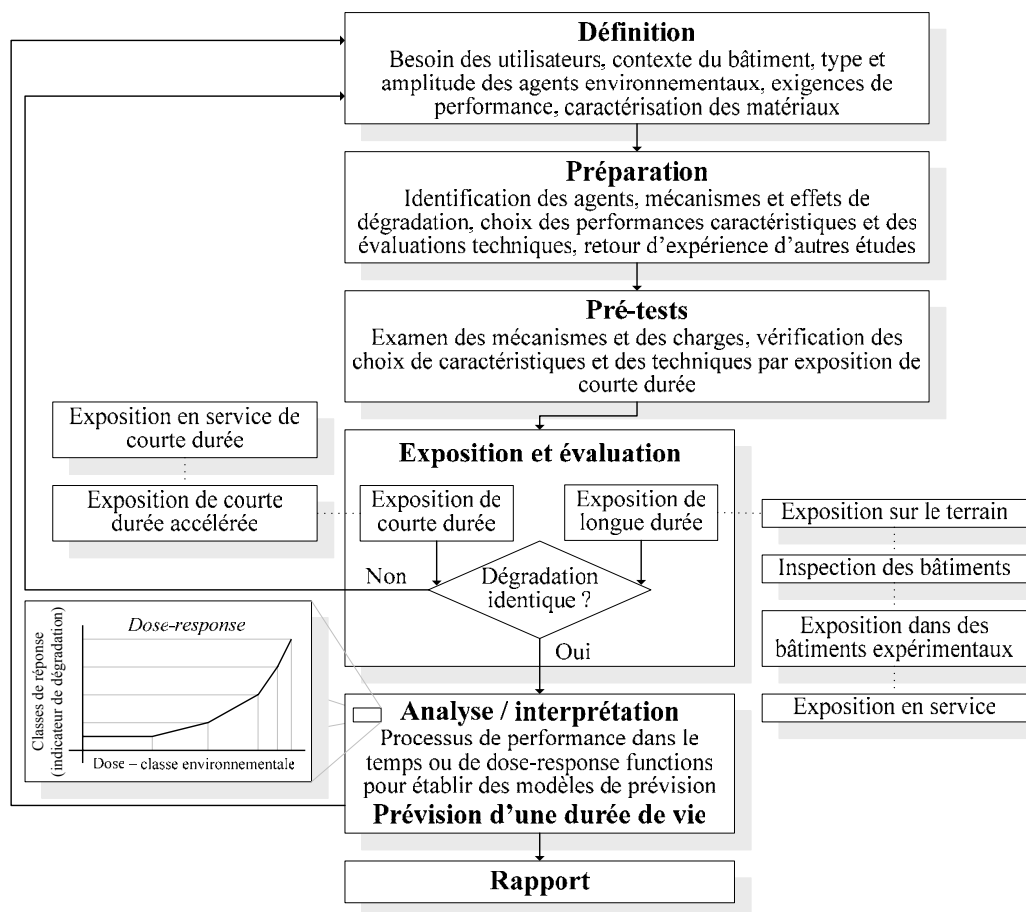 Définition
Besoin des utilisateurs, contexte du bâtiment, type et
amplitude des agents environnementaux, exigences de
performance, caractérisation des matériaux
Préparation
Identification des agents, mécanismes et effets de
dégradation, choix des performances caractéristiques et des
évaluations techniques, retour d'expérience d'autres études
Pré-tests
Examen des mécanismes et des charges, vérification des
choix de caractéristiques et des techniques par exposition de
courte durée
Exposition en service de
courte durée
Exposition de courte
durée accélérée
Exposition et évaluation
Exposition de
courte durée
Exposition de
longue durée
Dégradation
identique ?
Non
Oui
Exposition sur le terrain
Inspection des bâtiments
Exposition dans des
bâtiments expérimentaux
Exposition en service
Dose-response
Classes de réponse
(indicateur de dégradation)
Dose – classe environnementale
Analyse / interprétation
Processus de performance dans le
temps ou de dose-response functions
pour établir des modèles de prévision
Prévision d'une durée de vie
Rapport